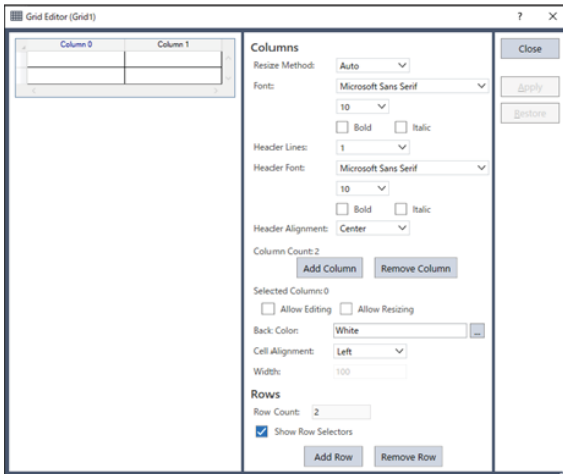 Grid Editor (Grid1)
?
Column 0 Column 1
Columns
Resize Method: Auto
Font: Microsoft Sans Serif
10
Bold Italic
Header Lines: 1
Header Font: Microsoft Sans Serif
10
Bold Italic
Header Alignment: Center
Column Count:2
Add Column Remove Column
Selected Column:0
Allow Editing Allow Resizing
Back Color: White ...
Cell Alignment: Left
Width: 100
Rows
Row Count: 2
Show Row Selectors
Add Row Remove Row
Close
Apply
Restore